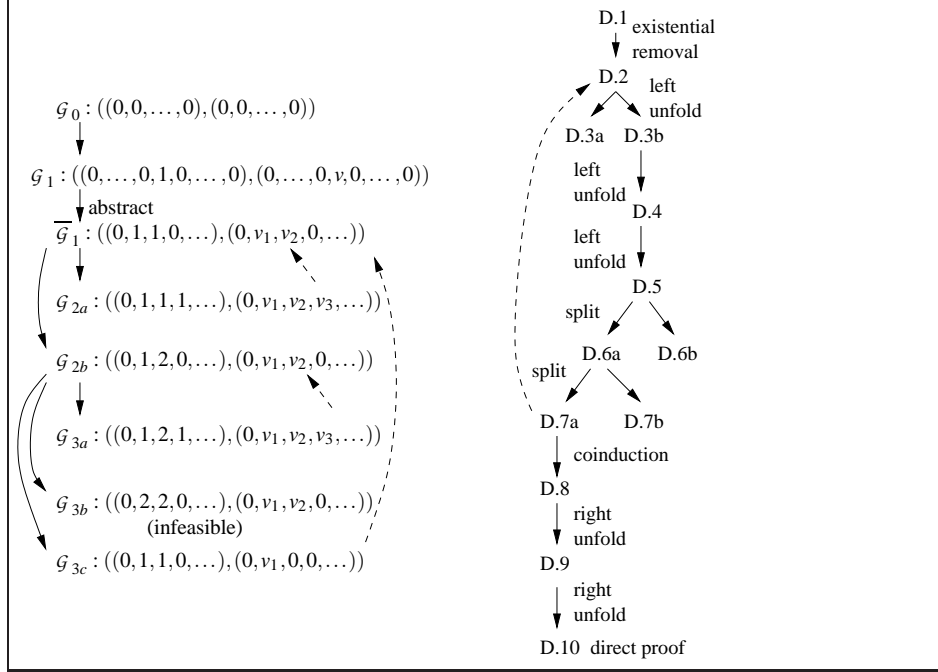 G0 : ((0,0,…,0),(0,0,…,0))
G1 : ((0,…,0,1,0,…,0),(0,…,0,v,0,…,0))
abstract
G̅1 : ((0,1,1,0,…),(0,v1,v2,0,…))
G2a : ((0,1,1,1,…),(0,v1,v2,v3,…))
G2b : ((0,1,2,0,…),(0,v1,v2,0,…))
G3a : ((0,1,2,1,…),(0,v1,v2,v3,…))
G3b : ((0,2,2,0,…),(0,v1,v2,0,…))
(infeasible)
G3c : ((0,1,1,0,…),(0,v1,0,0,…))
D.1 existential
removal
D.2
left
unfold
D.3a D.3b
left
unfold
D.4
left
unfold
D.5
split
D.6a D.6b
split
D.7a D.7b
coinduction
D.8
right
unfold
D.9
right
unfold
D.10 direct proof